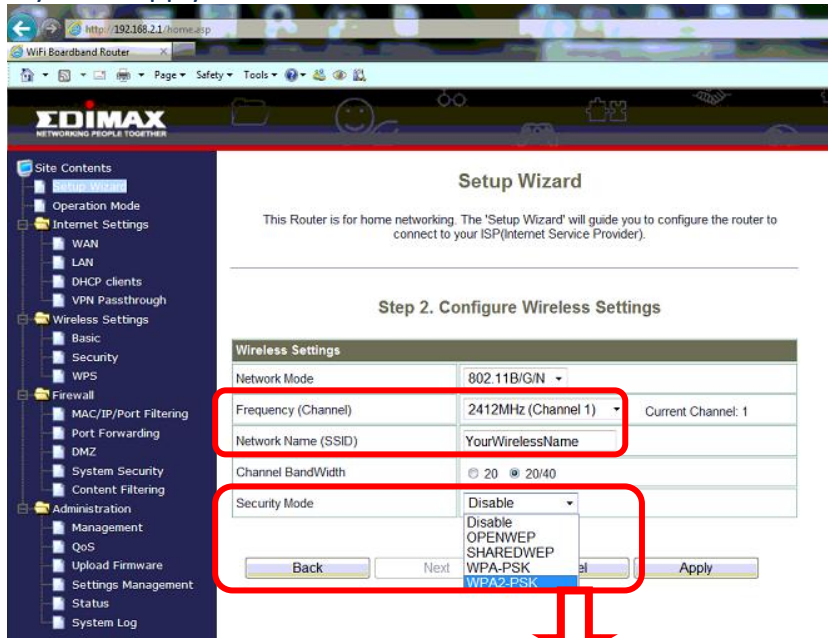 http://192.168.2.1/home.asp
WiFi Boardband Router
Page Safety Tools
EDIMAX
NETWORKING PEOPLE TOGETHER
Site Contents
Setup Wizard
Operation Mode
Internet Settings
WAN
LAN
DHCP clients
VPN Passthrough
Wireless Settings
Basic
Security
WPS
Firewall
MAC/IP/Port Filtering
Port Forwarding
DMZ
System Security
Content Filtering
Administration
Management
QoS
Upload Firmware
Settings Management
Status
System Log
Setup Wizard
This Router is for home networking. The 'Setup Wizard' will guide you to configure the router to
connect to your ISP(Internet Service Provider).
Step 2. Configure Wireless Settings
Wireless Settings
Network Mode 802.11B/G/N
Frequency (Channel) 2412MHz (Channel 1) Current Channel: 1
Network Name (SSID) YourWirelessName
Channel BandWidth 20 20/40
Security Mode Disable
Disable
OPENWEP
SHAREDWEP
WPA-PSK
WPA2-PSK
Back Next el Apply